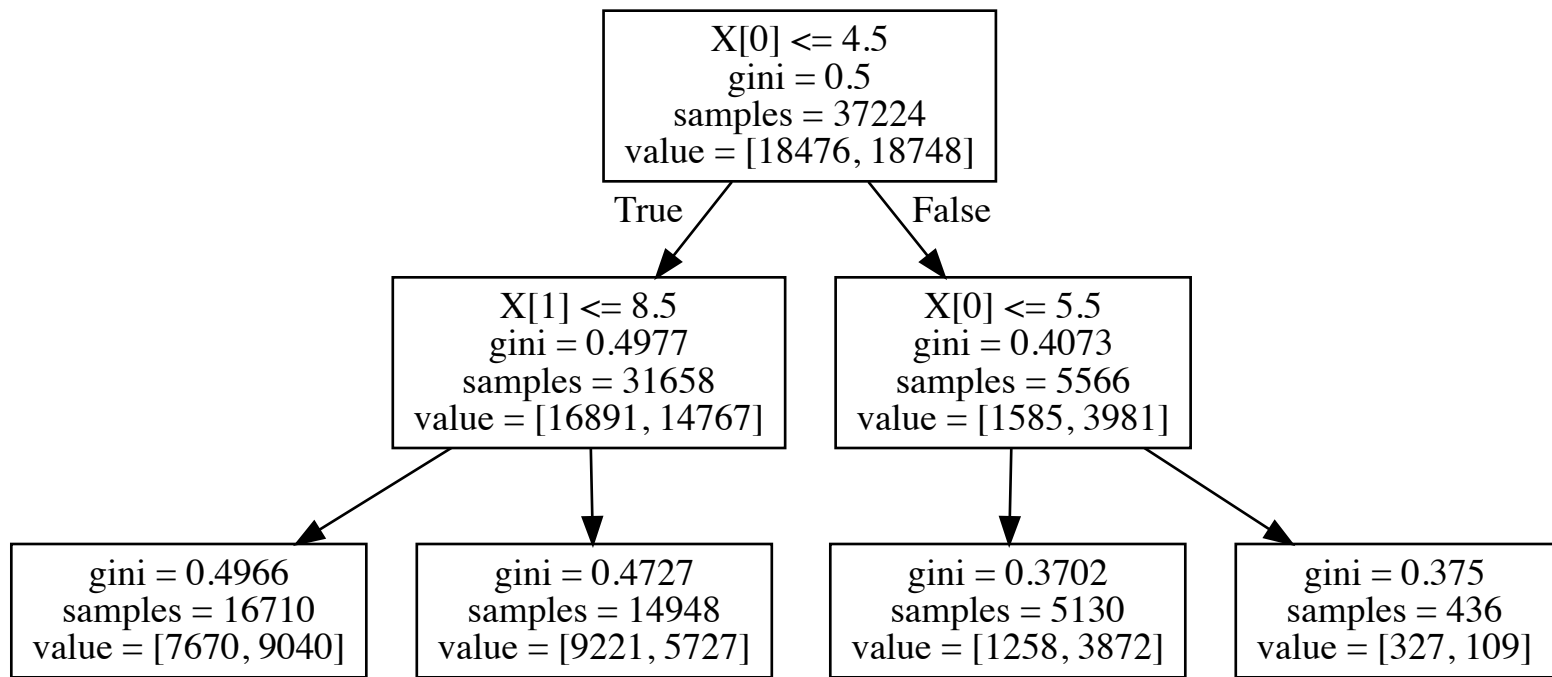 X[0] <= 4.5
gini = 0.5
samples = 37224
value = [18476, 18748]
True
False
X[1] <= 8.5
gini = 0.4977
samples = 31658
value = [16891, 14767]
X[0] <= 5.5
gini = 0.4073
samples = 5566
value = [1585, 3981]
gini = 0.4966
samples = 16710
value = [7670, 9040]
gini = 0.4727
samples = 14948
value = [9221, 5727]
gini = 0.3702
samples = 5130
value = [1258, 3872]
gini = 0.375
samples = 436
value = [327, 109]